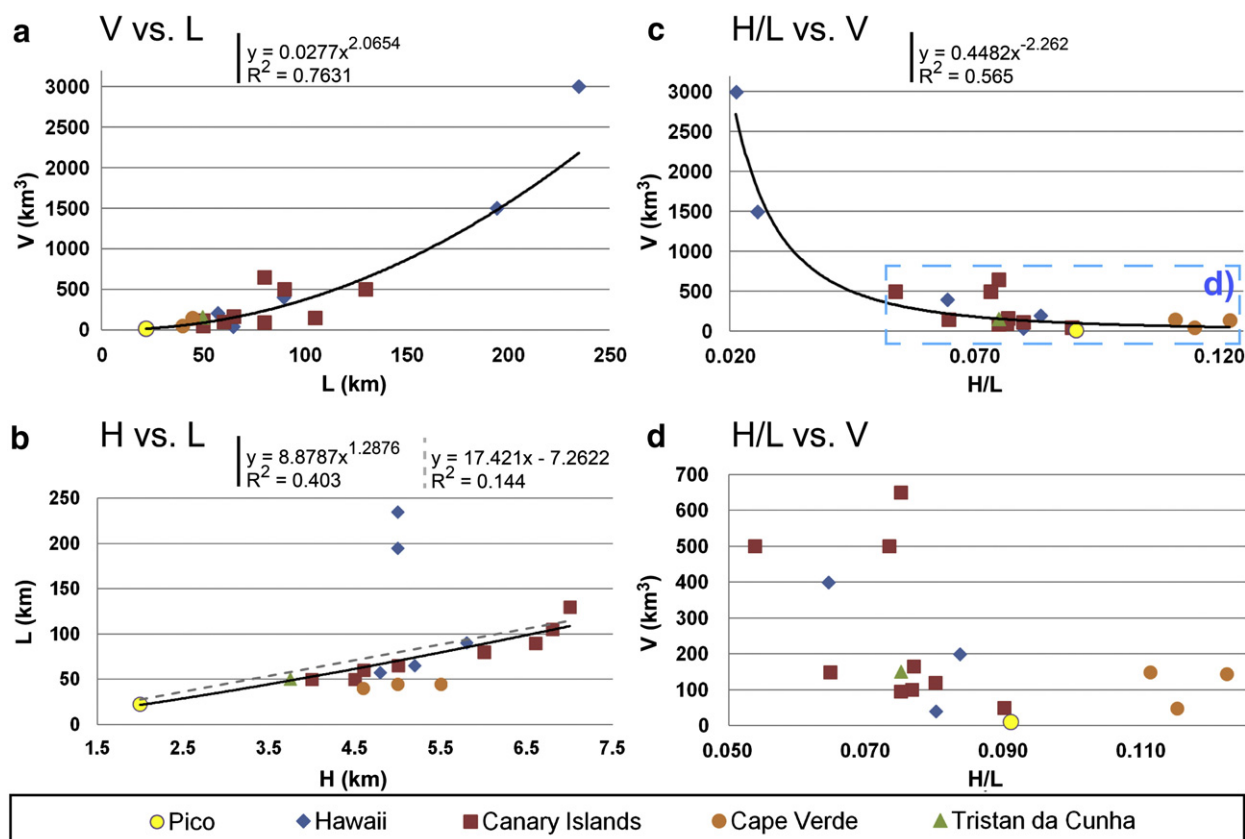 a V vs. L
y = 0.0277x^2.0654
R^2 = 0.7631
3000
2500
2000
1500
1000
500
0
V (km³)
0 50 100 150 200 250
L (km)
c H/L vs. V
y = 0.4482x^-2.262
R^2 = 0.565
3000
2500
2000
1500
1000
500
0
V (km³)
d)
0.020 0.070 0.120
H/L
b H vs. L
y = 8.8787x^1.2876
R^2 = 0.403
y = 17.421x - 7.2622
R^2 = 0.144
250
200
150
100
50
0
L (km)
1.5 2.5 3.5 4.5 5.5 6.5 7.5
H (km)
d H/L vs. V
700
600
500
400
300
200
100
0
V (km³)
0.050 0.070 0.090 0.110
H/L
Pico Hawaii Canary Islands Cape Verde Tristan da Cunha